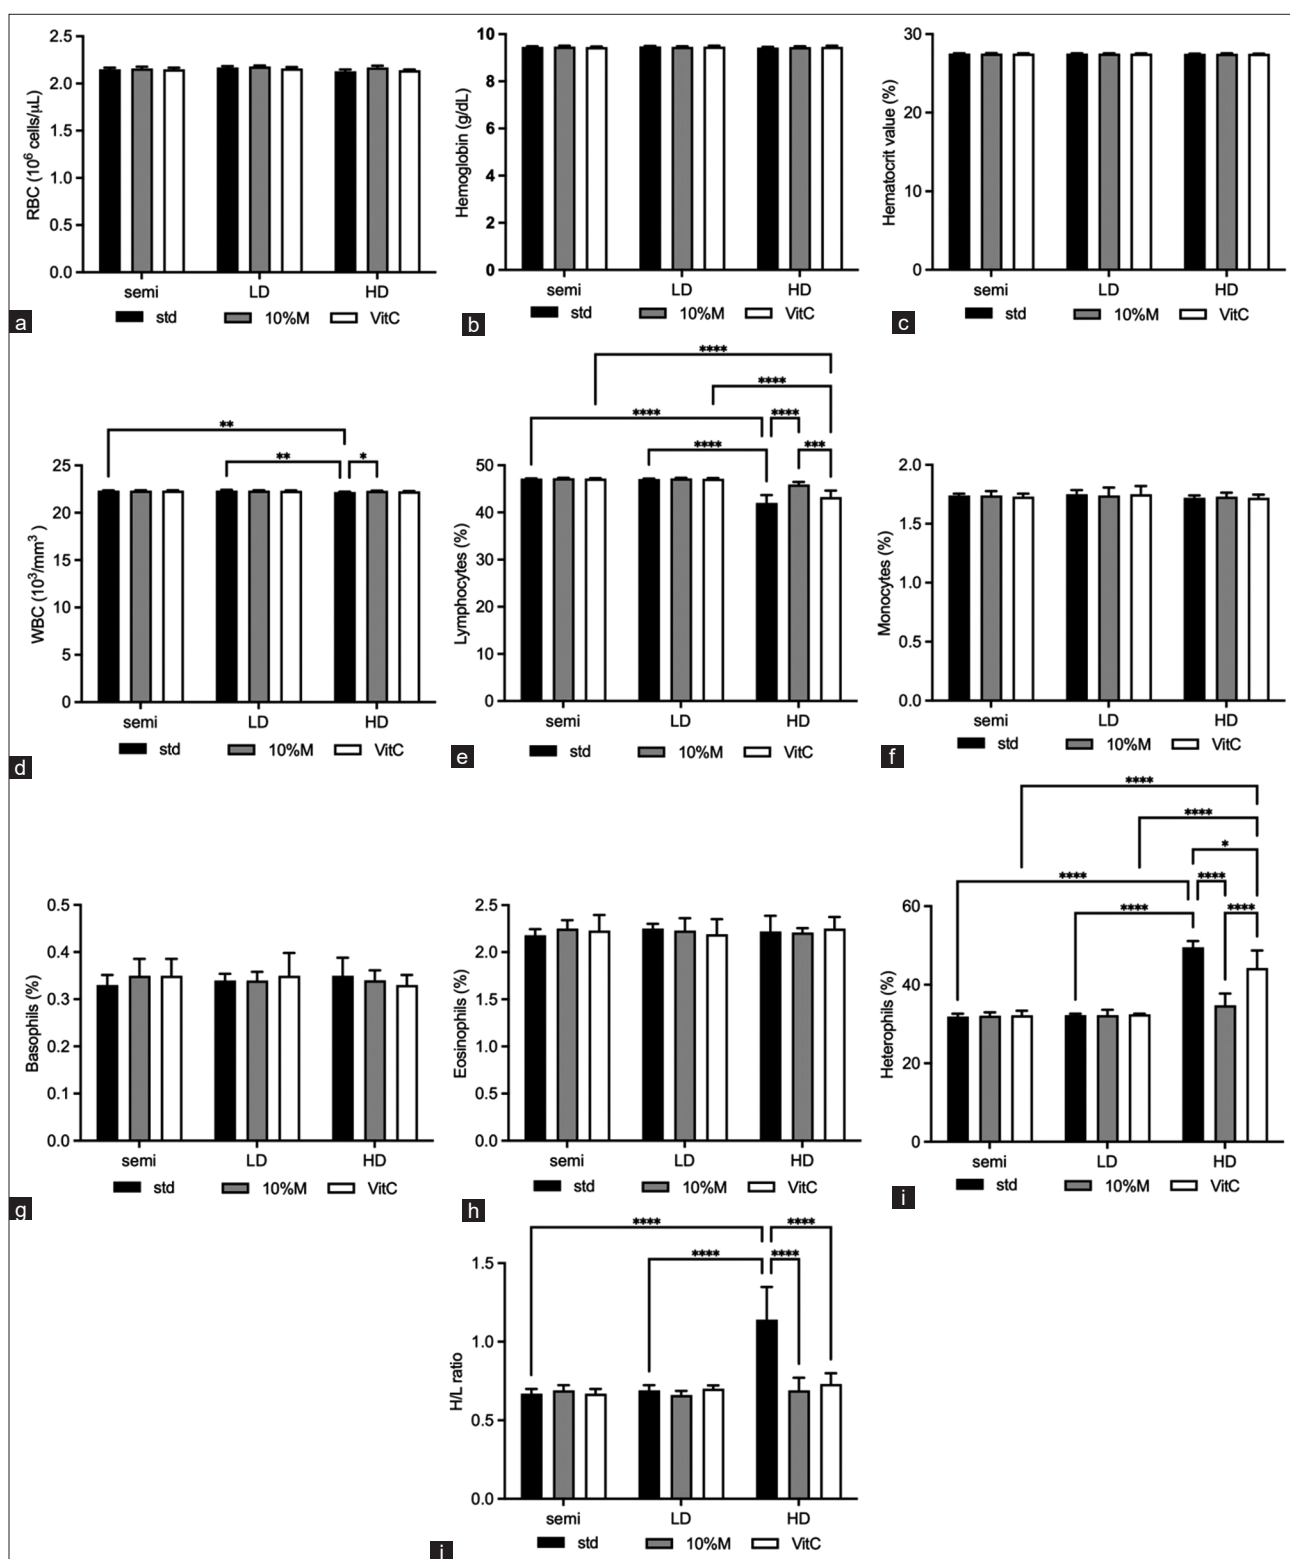 RBC (10⁶ cells/μL)
2.5
2.0
1.5
1.0
0.5
0.0
semi LD HD
std 10%M VitC
a
Hemoglobin (g/dL)
10
8
6
4
2
0
semi LD HD
std 10%M VitC
b
Hematocrit value (%)
30
20
10
0
semi LD HD
std 10%M VitC
c
WBC (10³/mm³ )
**
** *
25
20
15
10
5
0
semi LD HD
std 10%M VitC
d
Lymphocytes (%)
****
****
**** ****
**** ***
50
40
30
20
10
0
semi LD HD
std 10%M VitC
e
Monocytes (%)
2.0
1.5
1.0
0.5
0.0
semi LD HD
std 10%M VitC
f
Basophils (%)
0.5
0.4
0.3
0.2
0.1
0.0
semi LD HD
std 10%M VitC
g
Eosinophils (%)
2.5
2.0
1.5
1.0
0.5
0.0
semi LD HD
std 10%M VitC
h
Heterophils (%)
****
****
*
**** ****
**** ****
60
40
20
0
semi LD HD
std 10%M VitC
i
H/L ratio
**** ****
**** ****
1.5
1.0
0.5
0.0
semi LD HD
std 10%M VitC
j